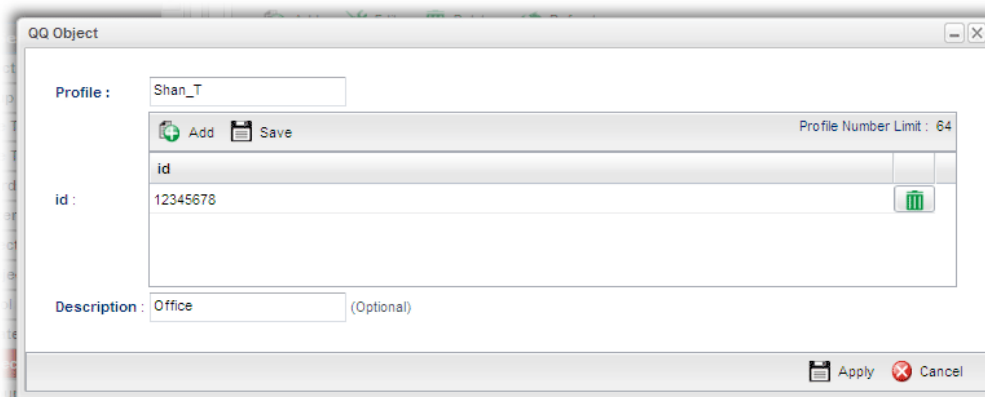 QQ Object
Profile :
Shan_T
Add
Save
Profile Number Limit : 64
id
id :
12345678
Description :
Office
(Optional)
Apply
Cancel